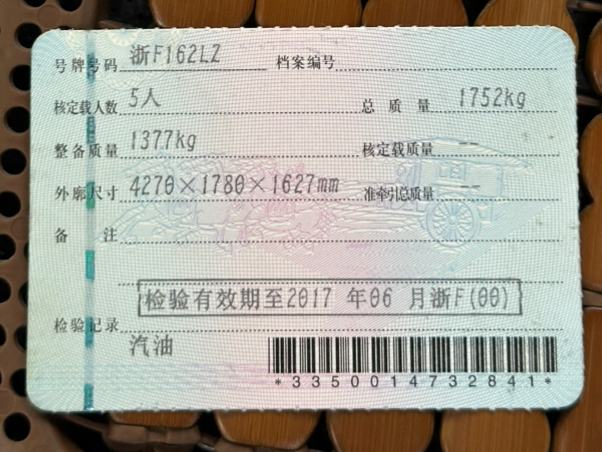 号牌号码 浙F162LZ 档案编号
核定载人数 5人 总质量 1752kg
整备质量 1377kg 核定载质量 --
外廓尺寸 4270×1780×1627mm 准牵引总质量 --
备注
检验有效期至2017 年06 月浙F(00)
检验记录
汽油
*3350014732841*